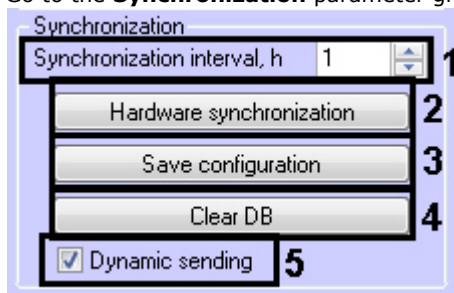 Go to the Synchronization parameter gr
Synchronization
Synchronization interval, h 1 1
Hardware synchronization 2
Save configuration 3
Clear DB 4
Dynamic sending 5